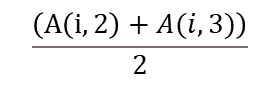 (A(i, 2) + A(i, 3))
2